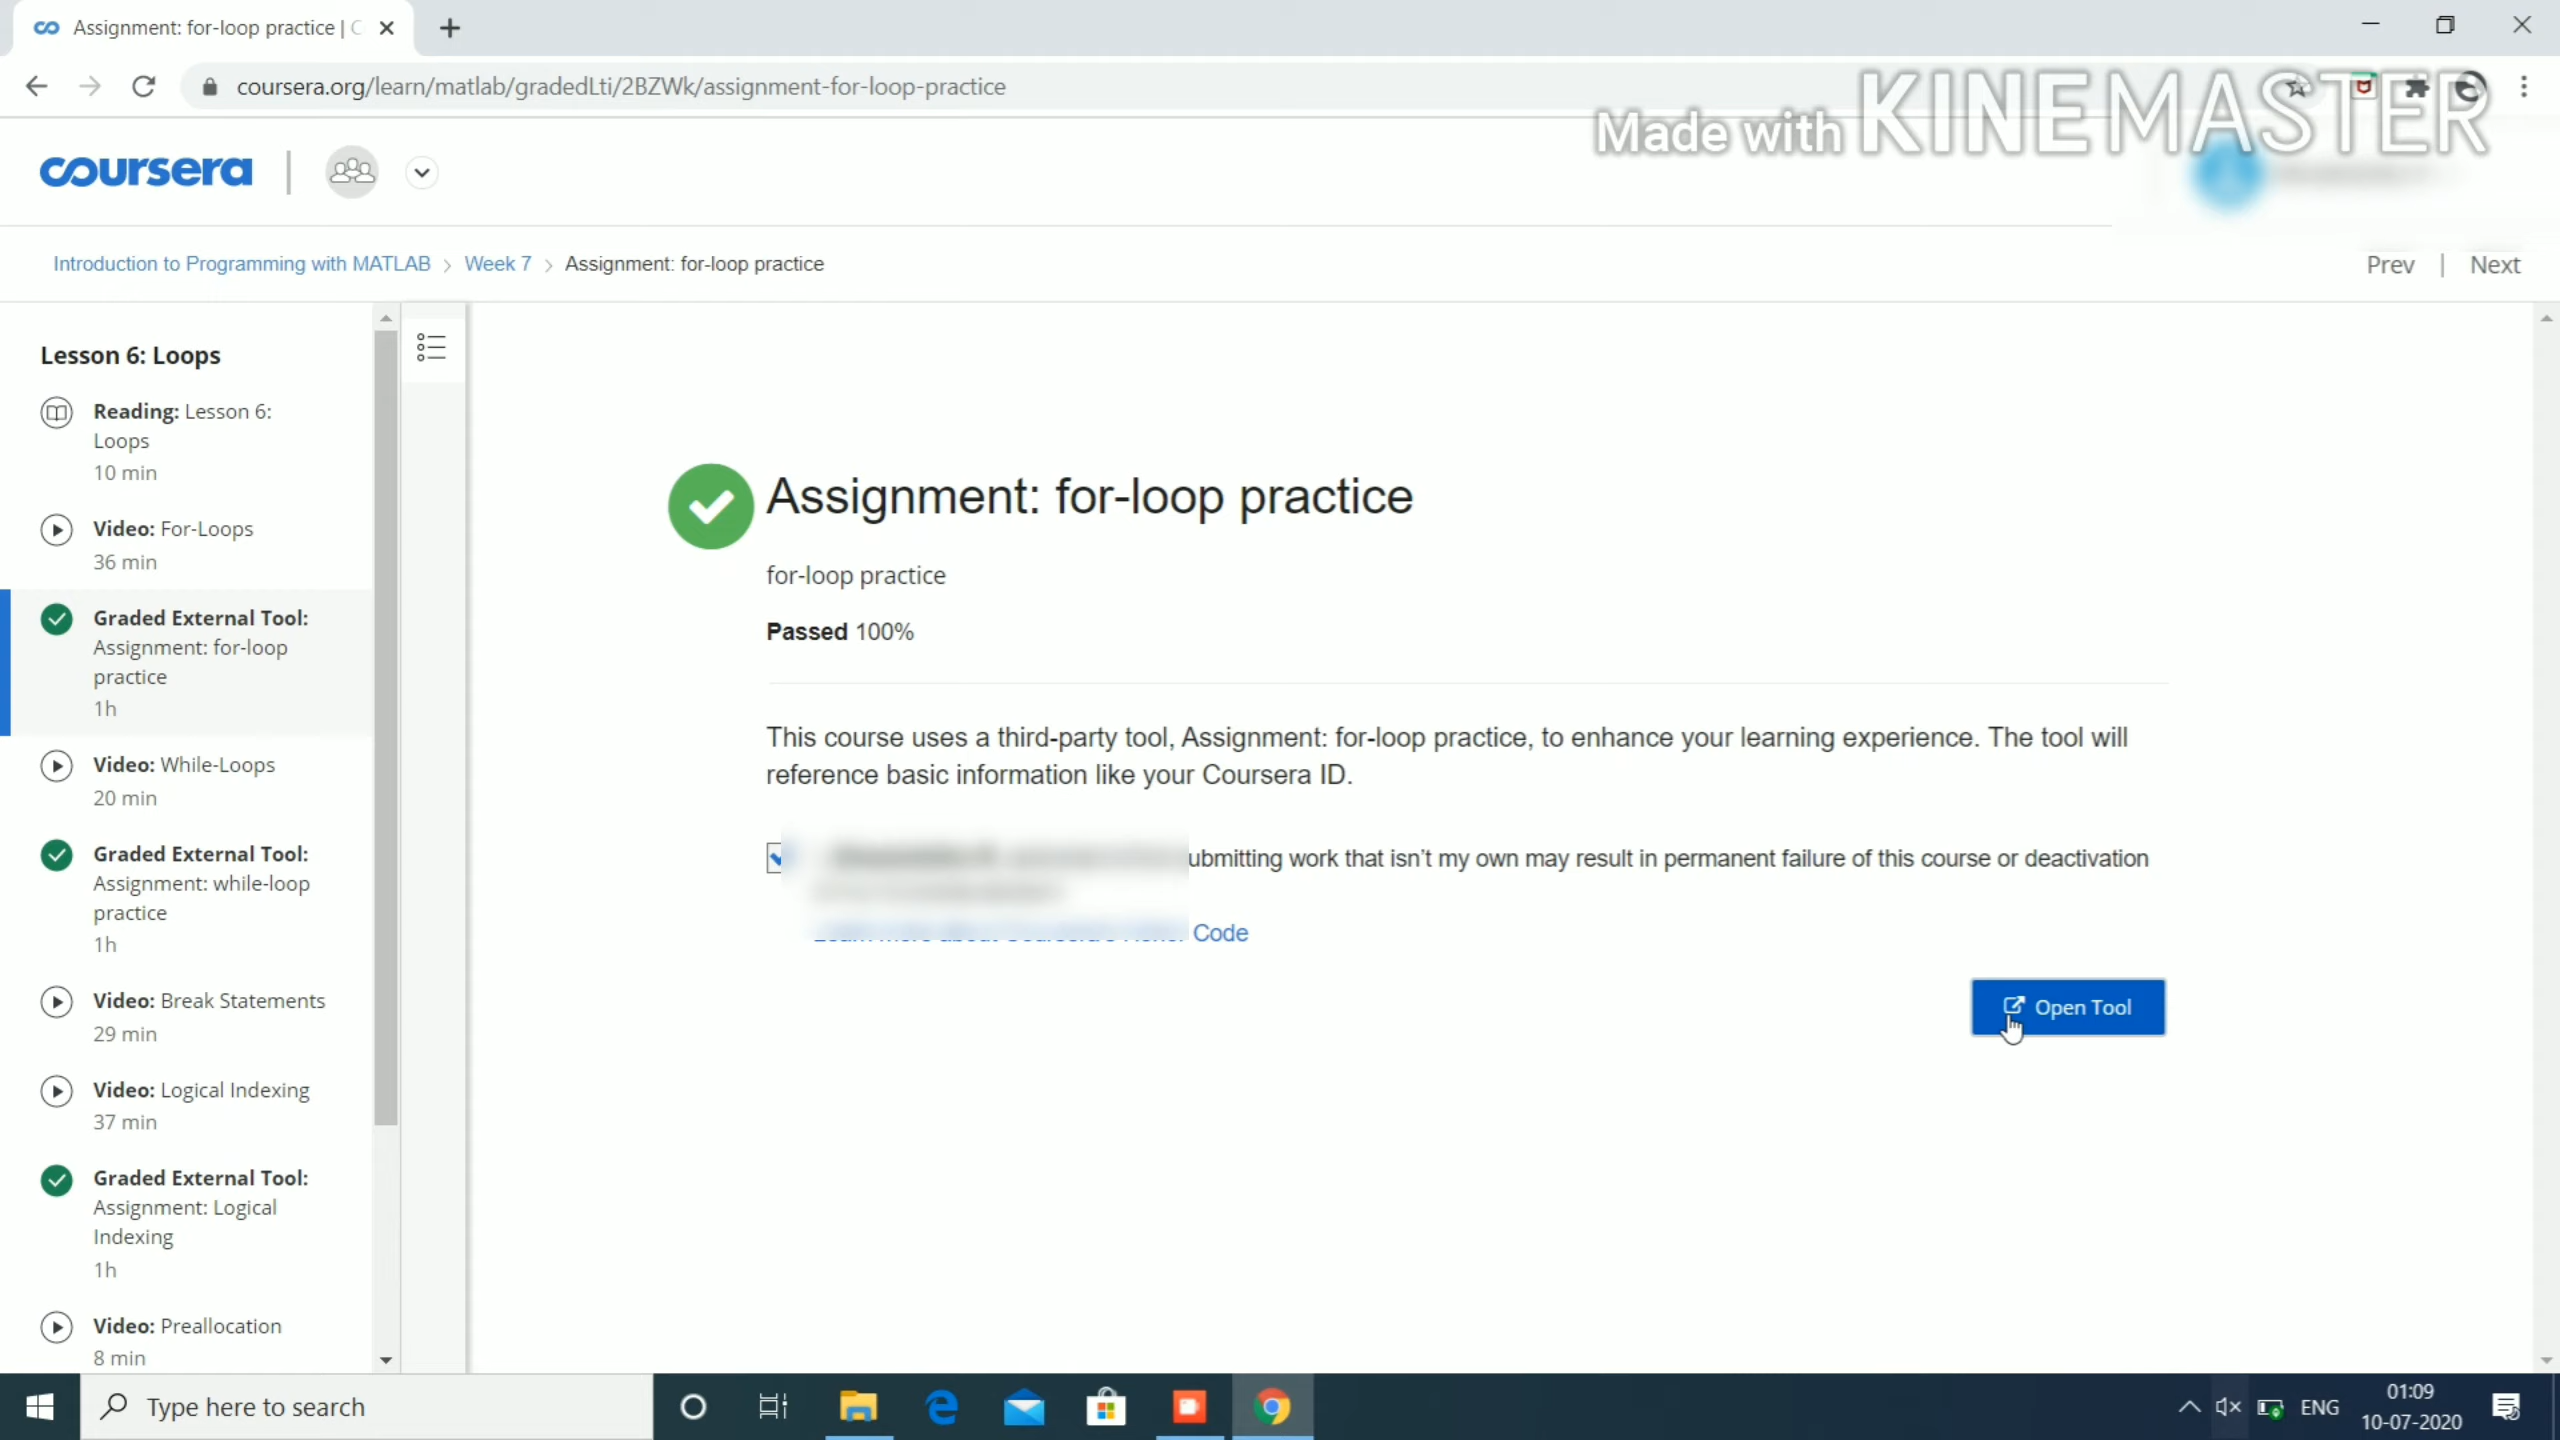 Assignment: for-loop practice | C
coursera.org/learn/matlab/gradedLti/2BZWk/assignment-for-loop-practice
Made with KINEMASTER
coursera
Introduction to Programming with MATLAB > Week 7 > Assignment: for-loop practice
Prev | Next
Lesson 6: Loops
Reading: Lesson 6:
Loops
10 min
Video: For-Loops
36 min
Graded External Tool:
Assignment: for-loop
practice
1h
Video: While-Loops
20 min
Graded External Tool:
Assignment: while-loop
practice
1h
Video: Break Statements
29 min
Video: Logical Indexing
37 min
Graded External Tool:
Assignment: Logical
Indexing
1h
Video: Preallocation
8 min
Assignment: for-loop practice
for-loop practice
Passed 100%
This course uses a third-party tool, Assignment: for-loop practice, to enhance your learning experience. The tool will
reference basic information like your Coursera ID.
ubmitting work that isn't my own may result in permanent failure of this course or deactivation
Code
Open Tool
Type here to search
ENG
01:09
10-07-2020